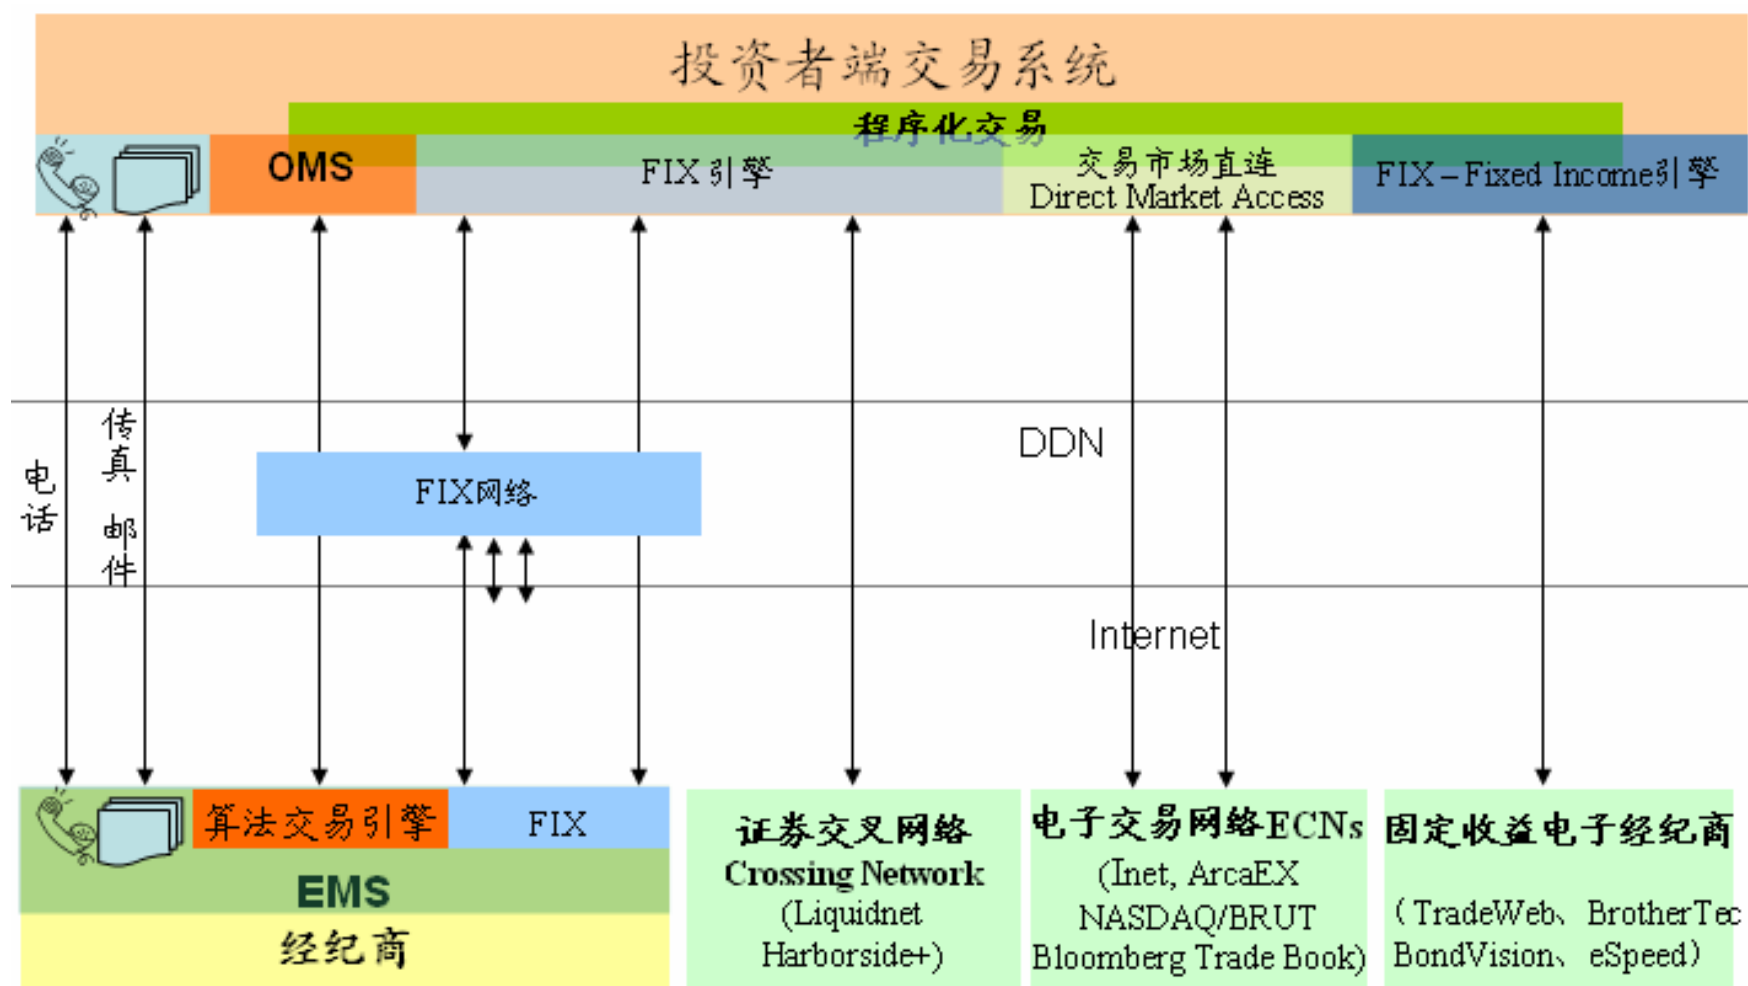 投资者端交易系统
程序化交易
OMS
FIX 引擎
交易市场直连
Direct Market Access
FIX–Fixed Income引擎
电话
传真 邮件
FIX网络
DDN
Internet
算法交易引擎
FIX
EMS
经纪商
证券交叉网络
Crossing Network
(Liquidnet
Harborside+)
电子交易网络ECNs
(Inet, ArcaEX
NASDAQ/BRUT
Bloomberg Trade Book)
固定收益电子经纪商
（TradeWeb、BrotherTec
BondVision、eSpeed）